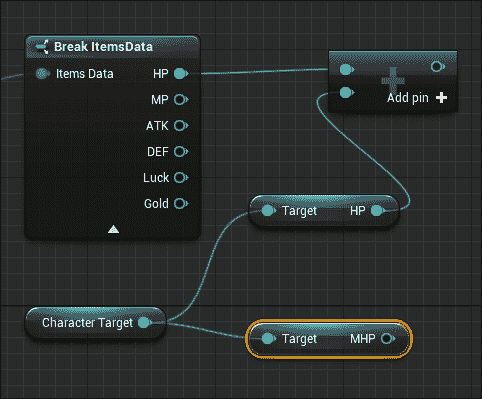 Break ItemsData
Items Data HP
MP
ATK
DEF
Luck
Gold
Add pin
Target HP
Character Target
Target MHP